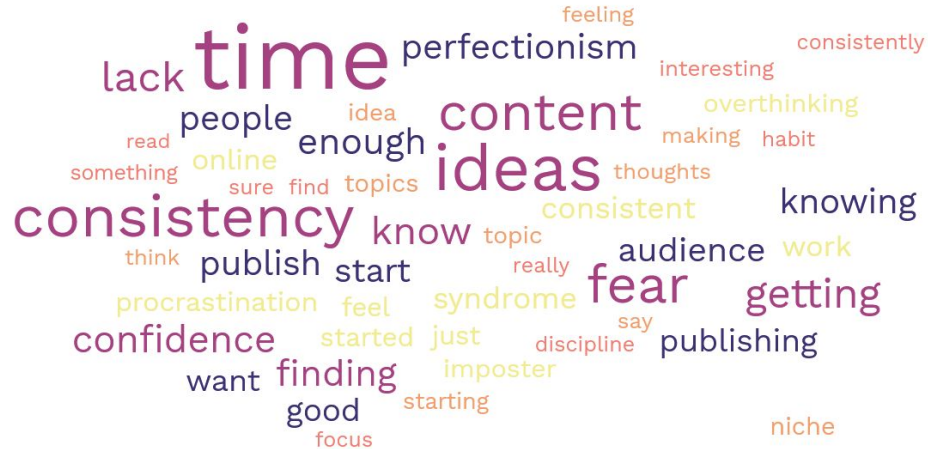 feeling
time perfectionism consistently
lack interesting
content overthinking
people idea
enough making habit
read
online ideas thoughts
something sure find topics
consistency know topic consistent knowing
think publish start really audience work
procrastination feel syndrome fear getting
say
confidence started just discipline publishing
want finding imposter
good starting
niche
focus